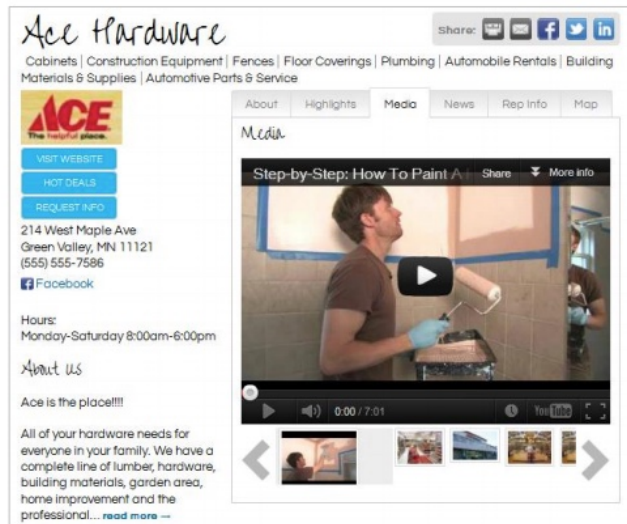 Ace Hardware
Share:
Cabinets | Construction Equipment | Fences | Floor Coverings | Plumbing | Automobile Rentals | Building
Materials & Supplies | Automotive Parts & Service
ACE
The helpful place.
VISIT WEBSITE
HOT DEALS
REQUEST INFO
214 West Maple Ave
Green Valley, MN 11121
(555) 555-7586
Facebook
Hours:
Monday-Saturday 8:00am-6:00pm
About Us
Ace is the place!!!!
All of your hardware needs for
everyone in your family. We have a
complete line of lumber, hardware,
building materials, garden area,
home improvement and the
professional... read more →
About Highlights Media News Rep Info Map
Media
Step-by-Step: How To Paint A Share More info
0:00 / 7:01 YouTube